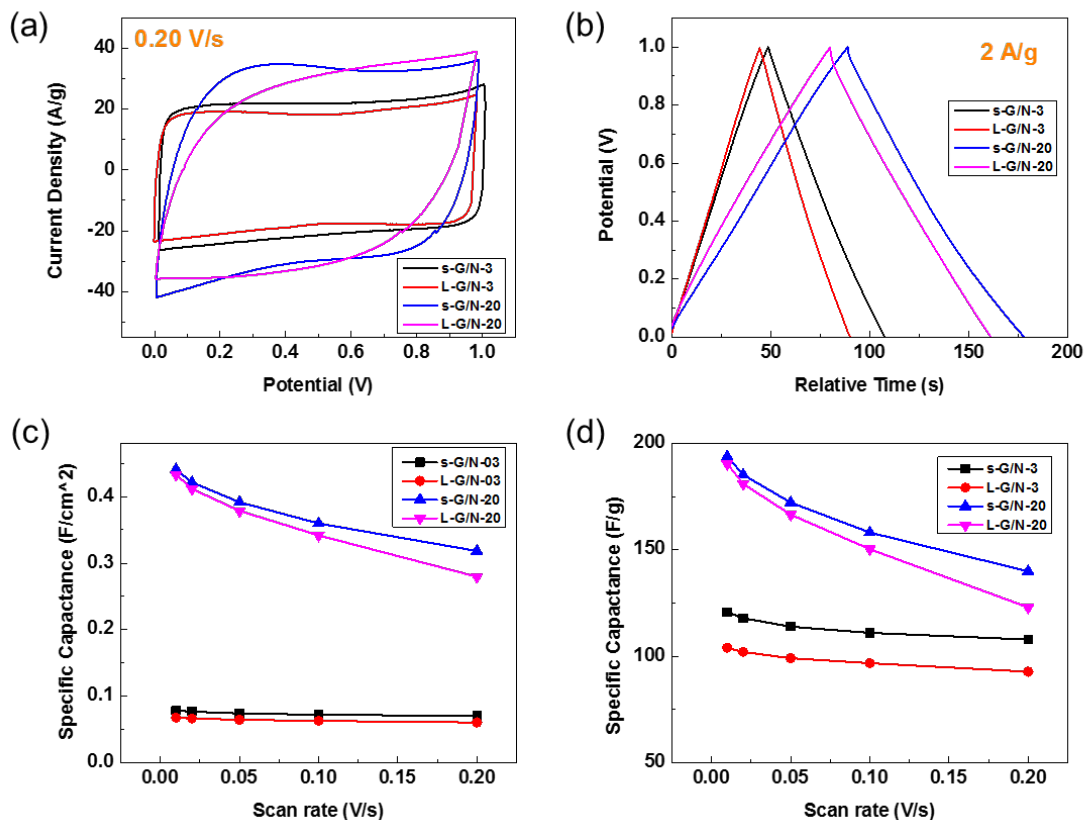 (a)
0.20 V/s
40
20
0
-20
-40
Current Density (A/g)
s-G/N-3
L-G/N-3
s-G/N-20
L-G/N-20
0.0 0.2 0.4 0.6 0.8 1.0
Potential (V)
(b)
2 A/g
1.0
0.8
0.6
0.4
0.2
0.0
Potential (V)
s-G/N-3
L-G/N-3
s-G/N-20
L-G/N-20
0 50 100 150 200
Relative Time (s)
(c)
0.4
0.3
0.2
0.1
0.0
Specific Capactance (F/cm^2)
s-G/N-03
L-G/N-03
s-G/N-20
L-G/N-20
0.00 0.05 0.10 0.15 0.20
Scan rate (V/s)
(d)
200
150
100
50
Specific Capactance (F/g)
s-G/N-3
L-G/N-3
s-G/N-20
L-G/N-20
0.00 0.05 0.10 0.15 0.20
Scan rate (V/s)